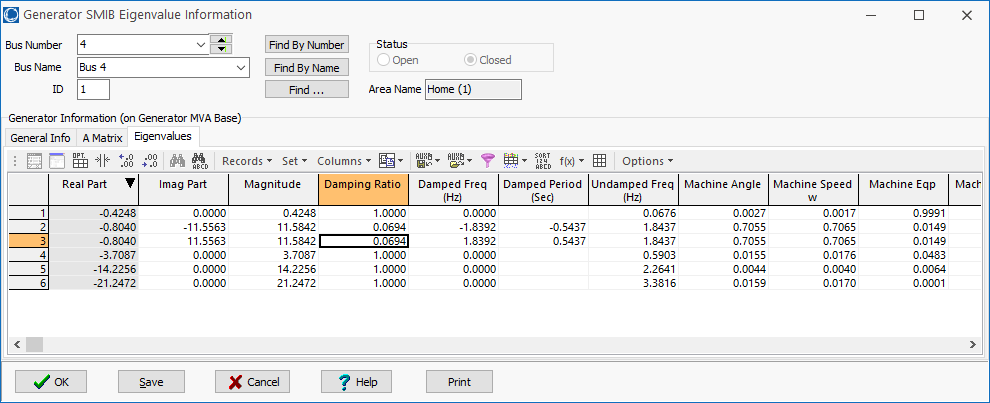 Generator SMIB Eigenvalue Information
Bus Number 4 Find By Number Status
Open Closed
Bus Name Bus 4 Find By Name
ID 1 Find ... Area Name Home (1)
Generator Information (on Generator MVA Base)
General Info A Matrix Eigenvalues
OPT. .00 .0 AUXB AUXB SORT 124 ABCD f(x) Records Set Columns Options
Real Part Imag Part Magnitude Damping Ratio Damped Freq (Hz) Damped Period (Sec) Undamped Freq (Hz) Machine Angle Machine Speed w Machine Eqp Mach
1 -0.4248 0.0000 0.4248 1.0000 0.0000 0.0676 0.0027 0.0017 0.9991
2 -0.8040 -11.5563 11.5842 0.0694 -1.8392 -0.5437 1.8437 0.7055 0.7065 0.0149
3 -0.8040 11.5563 11.5842 0.0694 1.8392 0.5437 1.8437 0.7055 0.7065 0.0149
4 -3.7087 0.0000 3.7087 1.0000 0.0000 0.5903 0.0155 0.0176 0.0483
5 -14.2256 0.0000 14.2256 1.0000 0.0000 2.2641 0.0044 0.0040 0.0064
6 -21.2472 0.0000 21.2472 1.0000 0.0000 3.3816 0.0159 0.0170 0.0001
OK Save Cancel ? Help Print